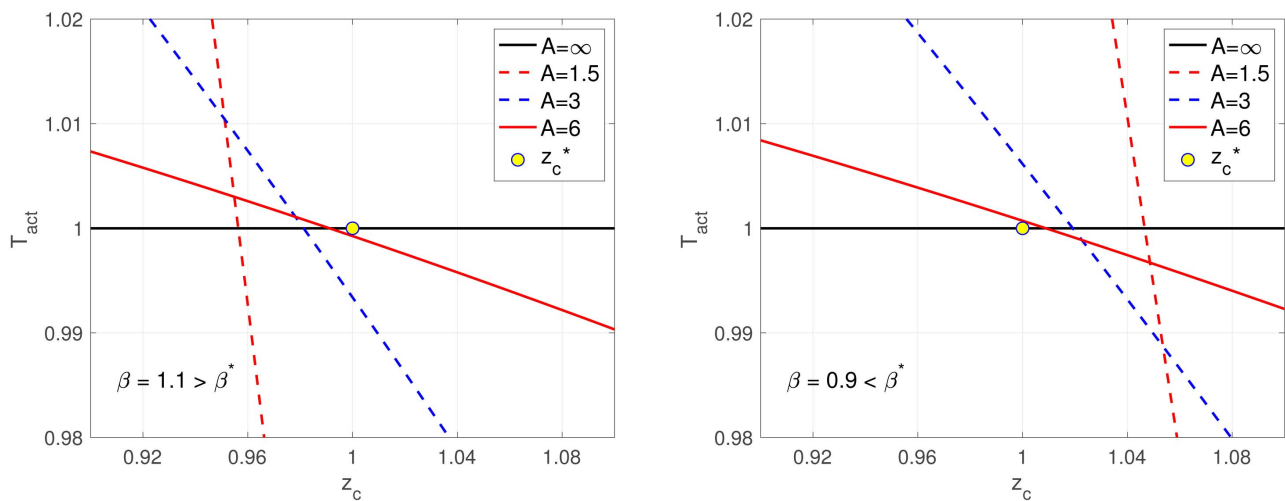 1.02
1.01
1
0.99
0.98
T_act
0.92
0.96
1
1.04
1.08
z_c
A=∞
A=1.5
A=3
A=6
z_c*
β = 1.1 > β*
1.02
1.01
1
0.99
0.98
T_act
0.92
0.96
1
1.04
1.08
z_c
A=∞
A=1.5
A=3
A=6
z_c*
β = 0.9 < β*